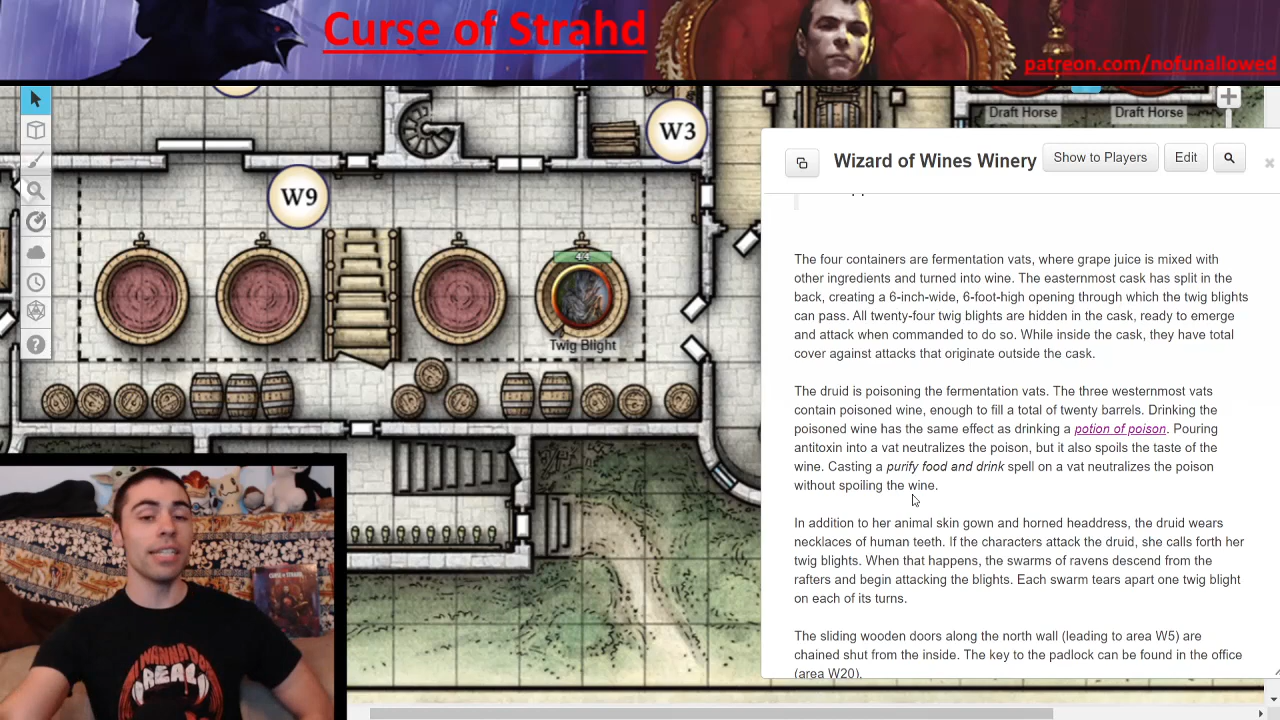 Curse of Strahd
patreon.com/nofunallowed
W3
Draft Horse
Draft Horse
W9
4/4
Twig Blight
Wizard of Wines Winery
Show to Players
Edit
The four containers are fermentation vats, where grape juice is mixed with
other ingredients and turned into wine. The easternmost cask has split in the
back, creating a 6-inch-wide, 6-foot-high opening through which the twig blights
can pass. All twenty-four twig blights are hidden in the cask, ready to emerge
and attack when commanded to do so. While inside the cask, they have total
cover against attacks that originate outside the cask.
The druid is poisoning the fermentation vats. The three westernmost vats
contain poisoned wine, enough to fill a total of twenty barrels. Drinking the
poisoned wine has the same effect as drinking a potion of poison. Pouring
antitoxin into a vat neutralizes the poison, but it also spoils the taste of the
wine. Casting a purify food and drink spell on a vat neutralizes the poison
without spoiling the wine.
In addition to her animal skin gown and horned headdress, the druid wears
necklaces of human teeth. If the characters attack the druid, she calls forth her
twig blights. When that happens, the swarms of ravens descend from the
rafters and begin attacking the blights. Each swarm tears apart one twig blight
on each of its turns.
The sliding wooden doors along the north wall (leading to area W5) are
chained shut from the inside. The key to the padlock can be found in the office
(area W20).
CURSE OF STRAHD